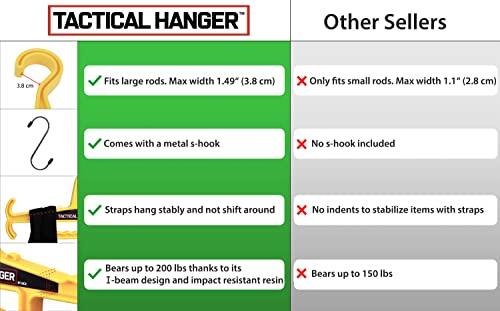 TACTICAL HANGER™
Other Sellers
3.8 cm
Fits large rods. Max width 1.49" (3.8 cm)
Only fits small rods. Max width 1.1" (2.8 cm)
Comes with a metal s-hook
No s-hook included
TACTICAL HANGER
Straps hang stably and not shift around
No indents to stabilize items with straps
HANGER
Bears up to 200 lbs thanks to its
I-beam design and impact resistant resin
Bears up to 150 lbs